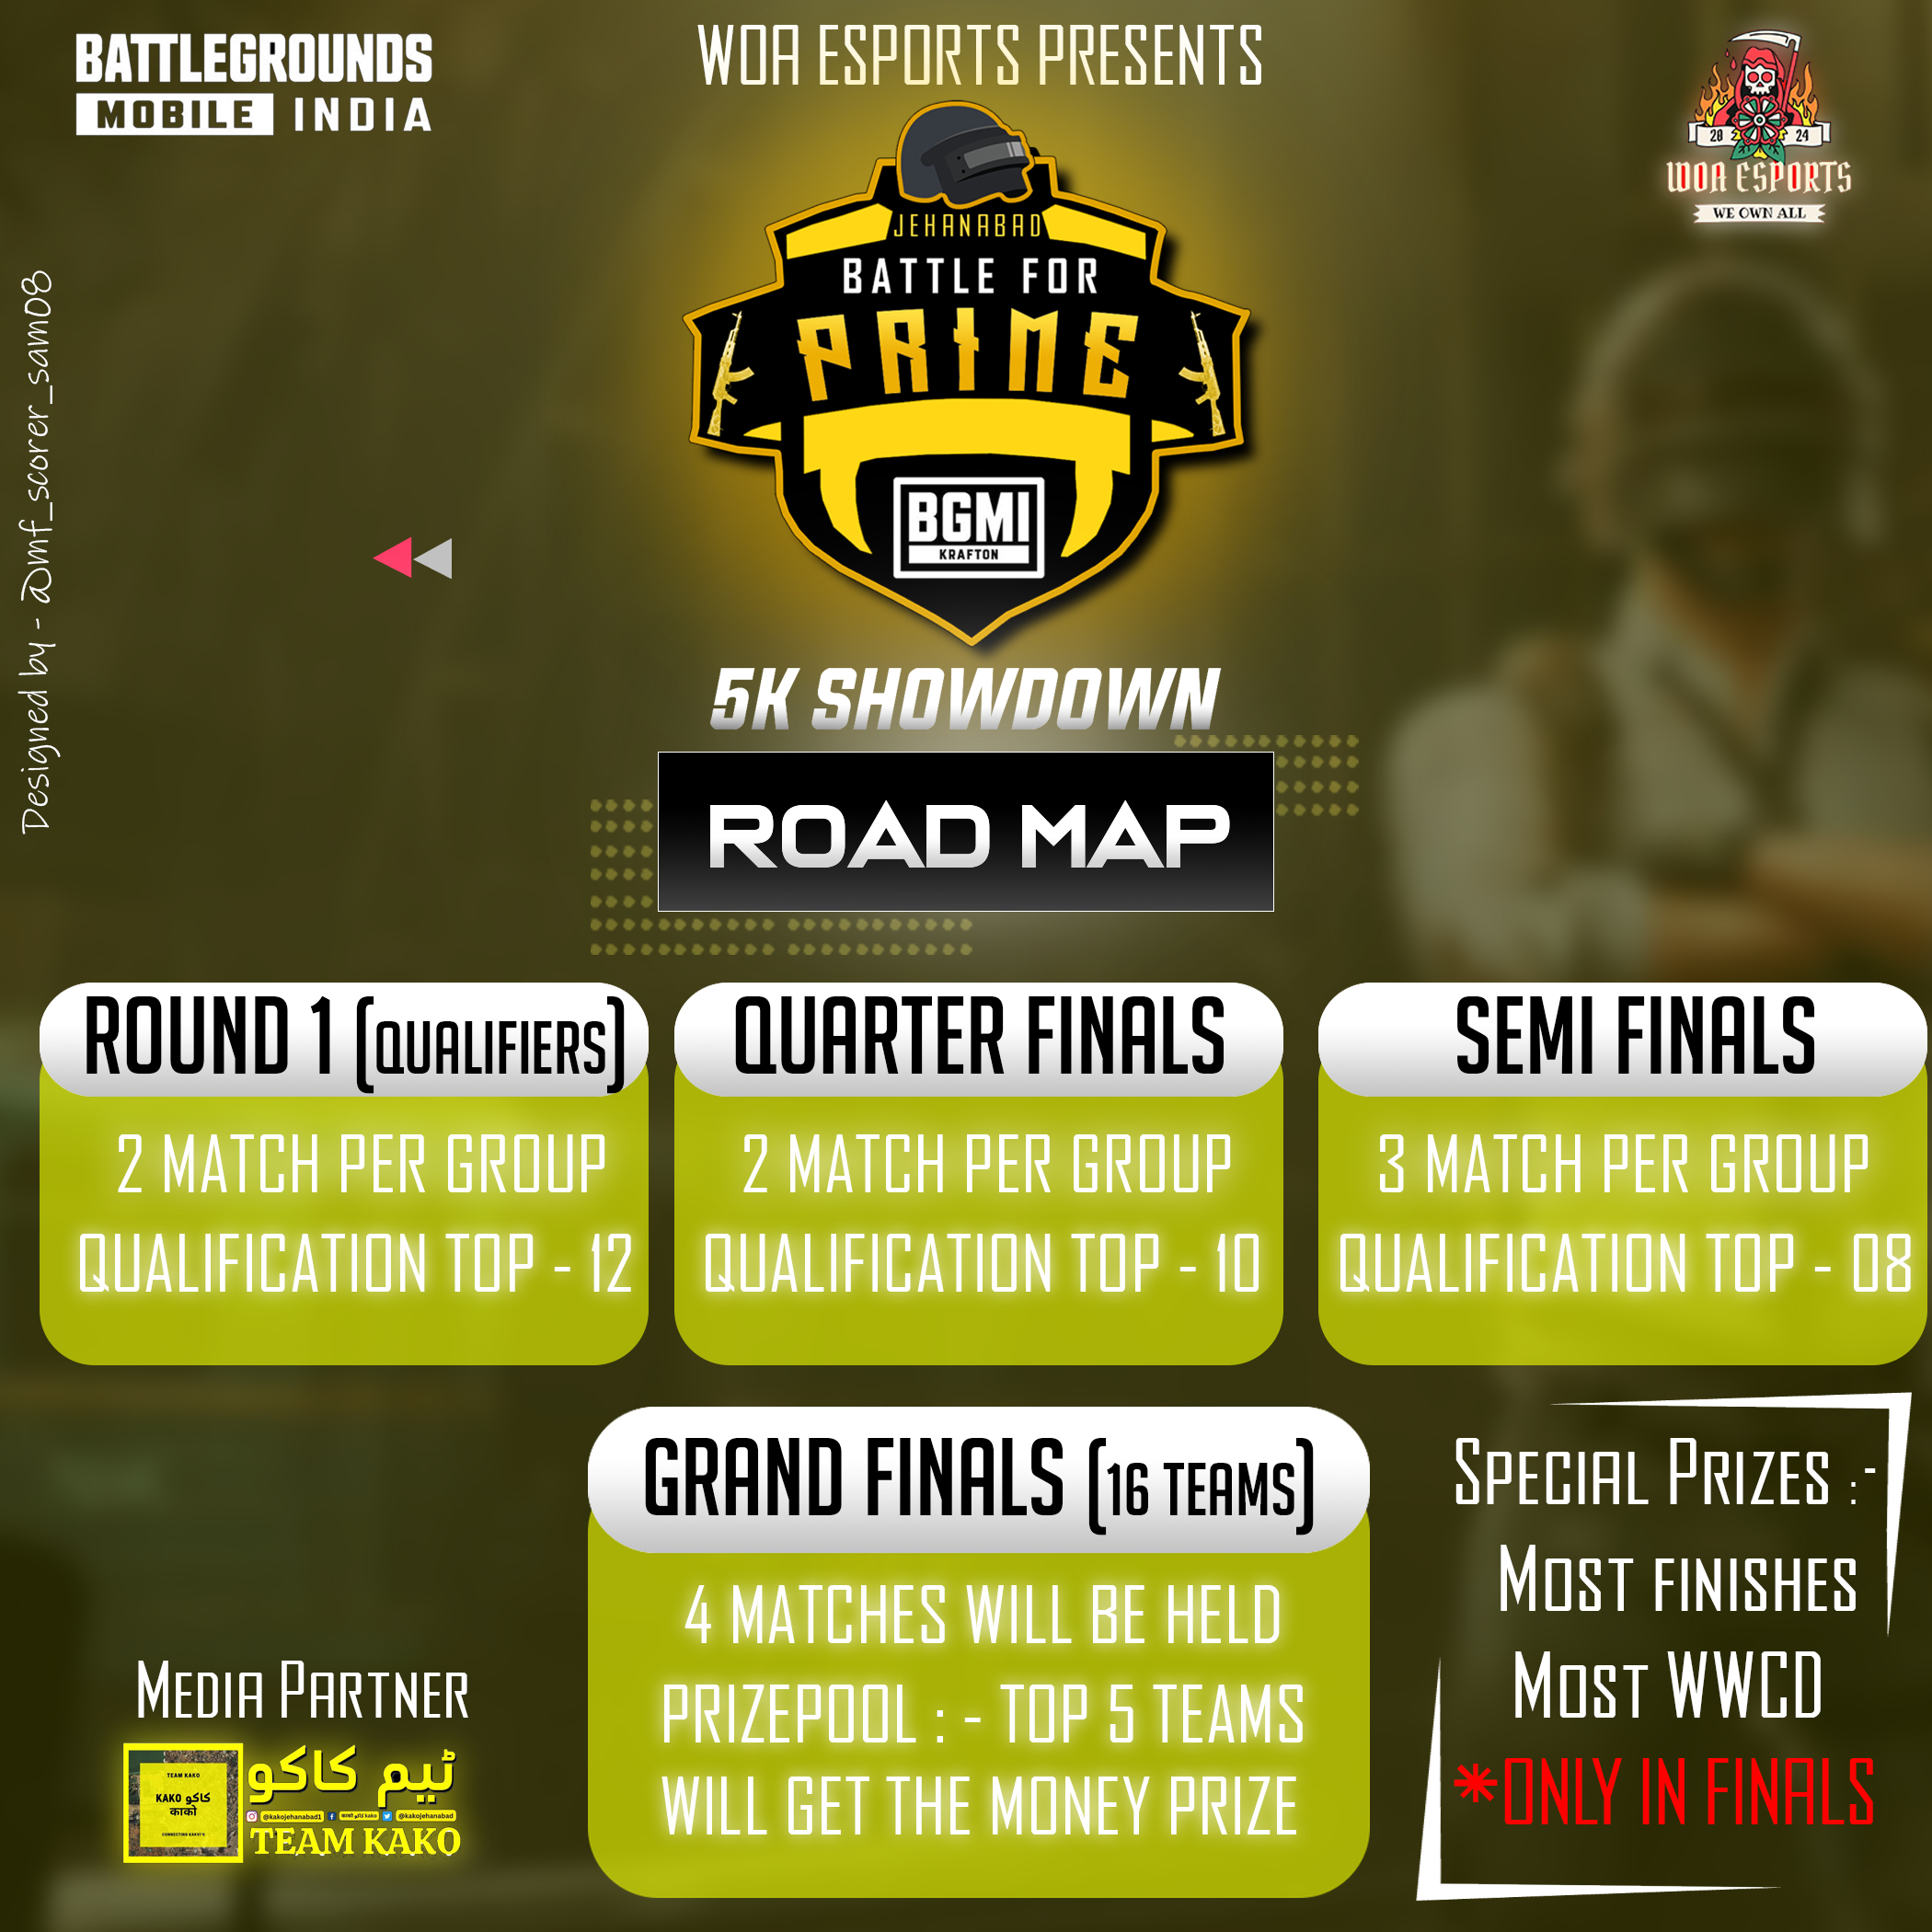 BATTLEGROUNDS
MOBILE INDIA
WOA ESPORTS PRESENTS
20 24
WOA ESPORTS
WE OWN ALL
JEHANABAD
BATTLE FOR
PRIME
BGMI
KRAFTON
Designed by - @mf_scorer_sam08
5K SHOWDOWN
ROAD MAP
ROUND 1 (QUALIFIERS)
2 MATCH PER GROUP
QUALIFICATION TOP - 12
QUARTER FINALS
2 MATCH PER GROUP
QUALIFICATION TOP - 10
SEMI FINALS
3 MATCH PER GROUP
QUALIFICATION TOP - 08
GRAND FINALS (16 TEAMS)
4 MATCHES WILL BE HELD
PRIZEPOOL : - TOP 5 TEAMS
WILL GET THE MONEY PRIZE
SPECIAL PRIZES :-
MOST FINISHES
MOST WWCD
*ONLY IN FINALS
MEDIA PARTNER
TEAM KAKO
KAKO کاکو
काको
ٹیم کاکو
@kakojehanabad1 @kakojehanabad
TEAM KAKO